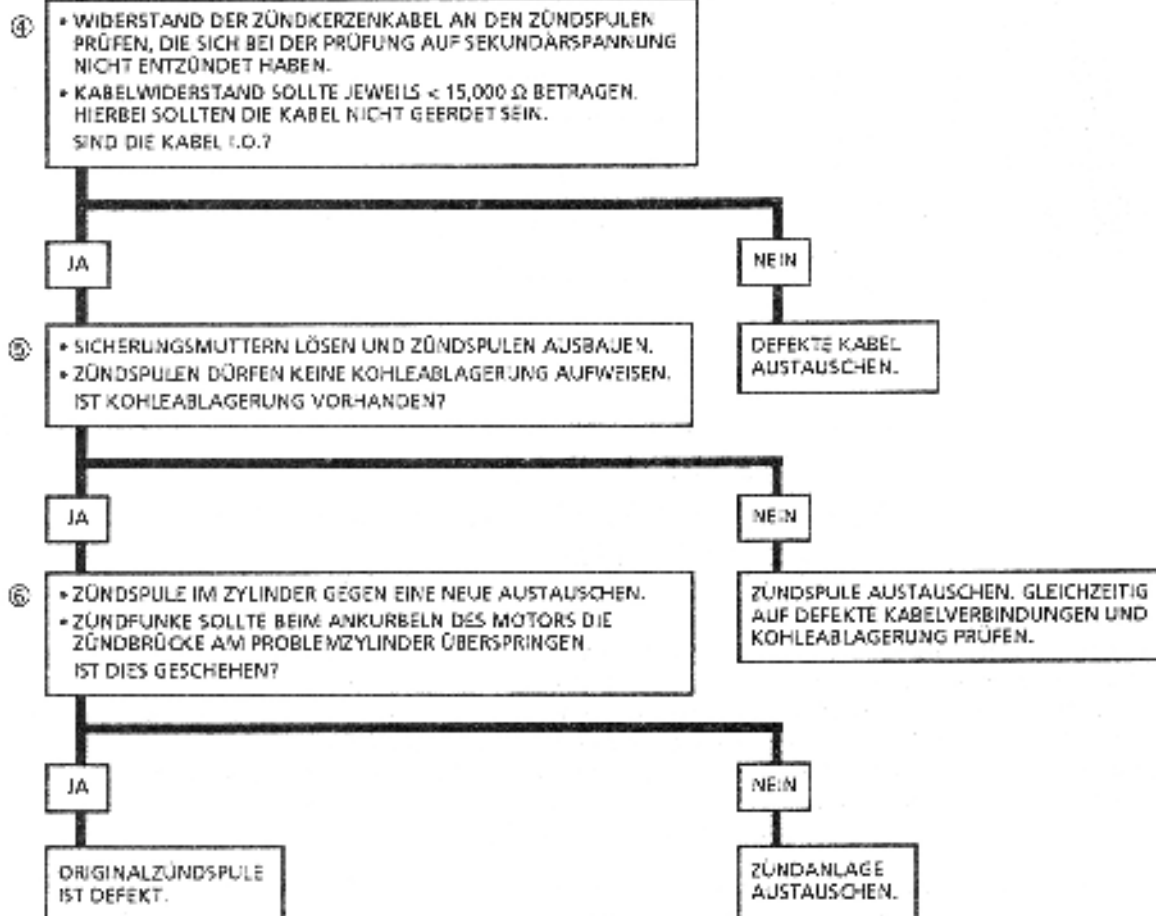 ④ • WIDERSTAND DER ZÜNDKERZENKABEL AN DEN ZÜNDSPULEN
PRÜFEN, DIE SICH BEI DER PRÜFUNG AUF SEKUNDÄRSPANNUNG
NICHT ENTZÜNDET HABEN.
• KABELWIDERSTAND SOLLTE JEWEILS < 15,000 Ω BETRAGEN.
HIERBEI SOLLTEN DIE KABEL NICHT GEERDET SEIN.
SIND DIE KABEL I.O.?
JA
NEIN
⑤ • SICHERUNGSMUTTERN LÖSEN UND ZÜNDSPULEN AUSBAUEN.
• ZÜNDSPULEN DÜRFEN KEINE KOHLEABLAGERUNG AUFWEISEN.
IST KOHLEABLAGERUNG VORHANDEN?
DEFEKTE KABEL
AUSTAUSCHEN.
JA
NEIN
⑥ • ZÜNDSPULE IM ZYLINDER GEGEN EINE NEUE AUSTAUSCHEN.
• ZÜNDFUNKE SOLLTE BEIM ANKURBELN DES MOTORS DIE
ZÜNDBRÜCKE AM PROBLEMZYLINDER ÜBERSPRINGEN.
IST DIES GESCHEHEN?
ZÜNDSPULE AUSTAUSCHEN. GLEICHZEITIG
AUF DEFEKTE KABELVERBINDUNGEN UND
KOHLEABLAGERUNG PRÜFEN.
JA
NEIN
ORIGINALZÜNDSPULE
IST DEFEKT.
ZÜNDANLAGE
AUSTAUSCHEN.